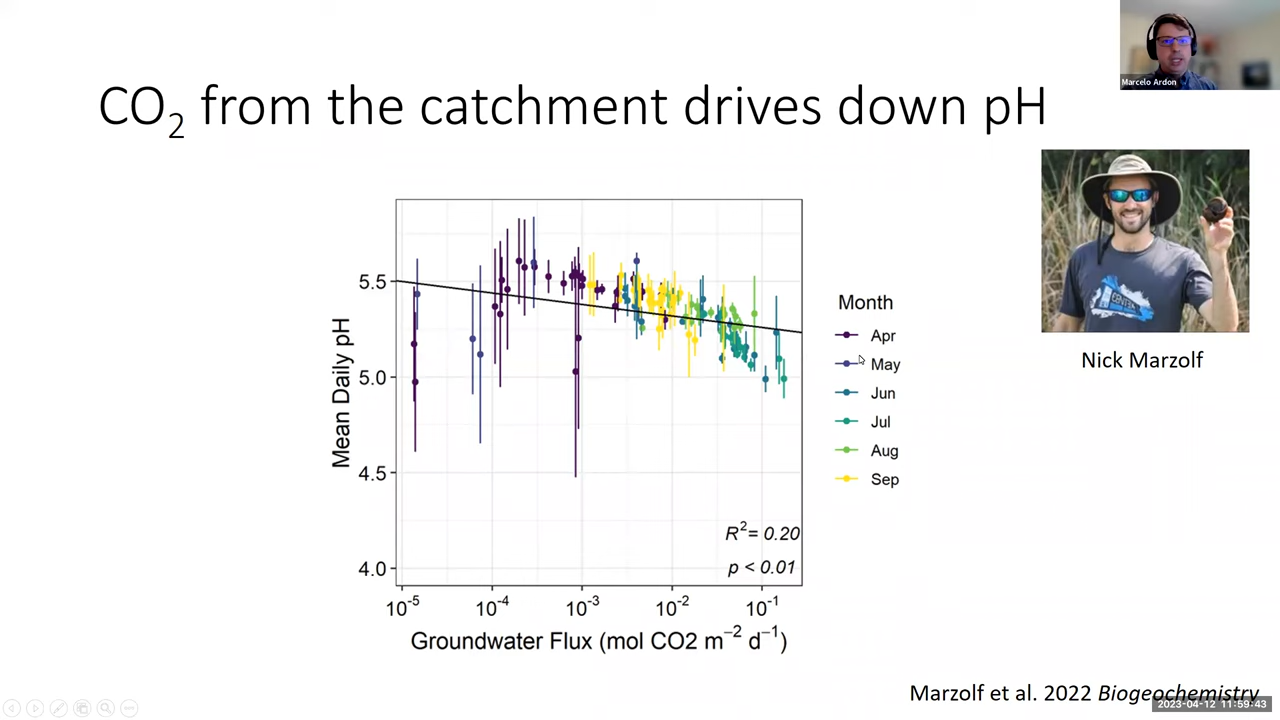 Marcelo Ardon
CO2 from the catchment drives down pH
Nick Marzolf
Mean Daily pH
5.5
5.0
4.5
4.0
R2= 0.20
p < 0.01
10-5
10-4
10-3
10-2
10-1
Groundwater Flux (mol CO2 m−2 d−1)
Month
Apr
May
Jun
Jul
Aug
Sep
Marzolf et al. 2022 Biogeochemistry
2023-04-12 11:59:43